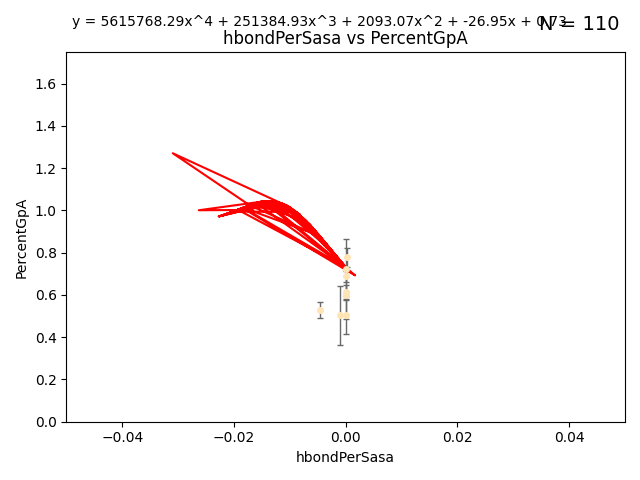 y = 5615768.29x^4 + 251384.93x^3 + 2093.07x^2 + -26.95x + 0.73
N = 110
hbondPerSasa vs PercentGpA
1.6
1.4
1.2
1.0
0.8
0.6
0.4
0.2
0.0
PercentGpA
−0.04 −0.02 0.00 0.02 0.04
hbondPerSasa